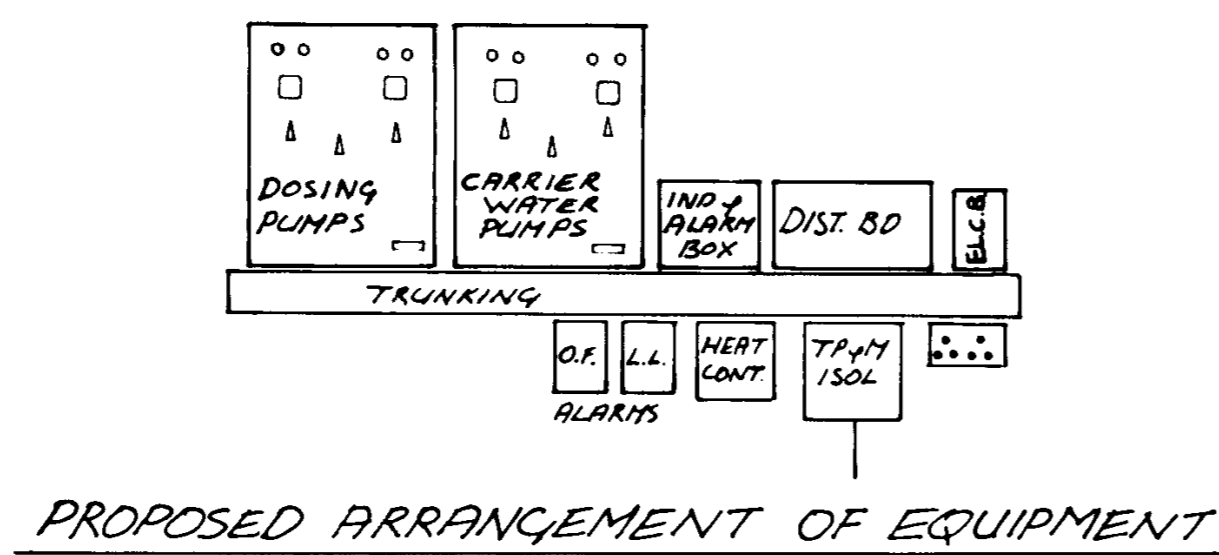 DOSING
PUMPS
CARRIER
WATER
PUMPS
IND &
ALARM
BOX
DIST. BD
E.L.C.B.
TRUNKING
O.F.
L.L.
ALARMS
HEAT
CONT.
TP&N
ISOL
PROPOSED ARRANGEMENT OF EQUIPMENT